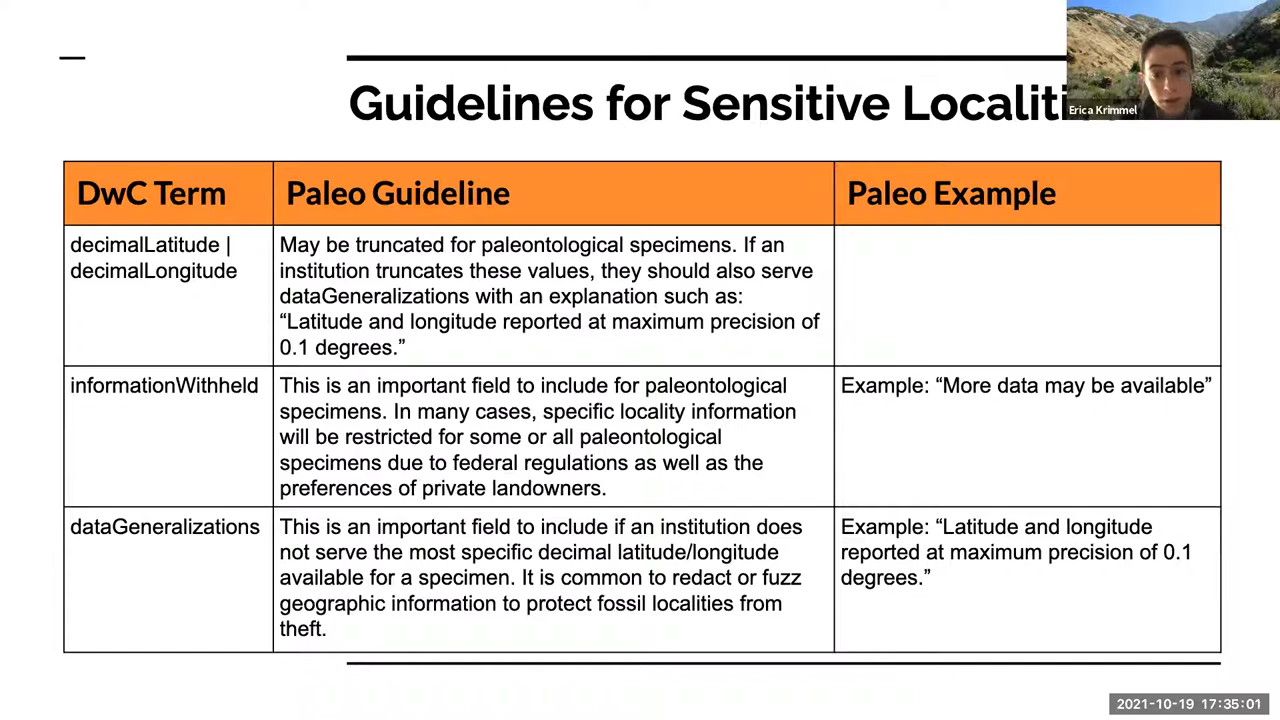 Guidelines for Sensitive Localiti
Erica Krimmel
DwC Term
Paleo Guideline
Paleo Example
decimalLatitude |
decimalLongitude
May be truncated for paleontological specimens. If an
institution truncates these values, they should also serve
dataGeneralizations with an explanation such as:
“Latitude and longitude reported at maximum precision of
0.1 degrees.”
informationWithheld
This is an important field to include for paleontological
specimens. In many cases, specific locality information
will be restricted for some or all paleontological
specimens due to federal regulations as well as the
preferences of private landowners.
Example: “More data may be available”
dataGeneralizations
This is an important field to include if an institution does
not serve the most specific decimal latitude/longitude
available for a specimen. It is common to redact or fuzz
geographic information to protect fossil localities from
theft.
Example: “Latitude and longitude
reported at maximum precision of 0.1
degrees.”
2021-10-19 17:35:01